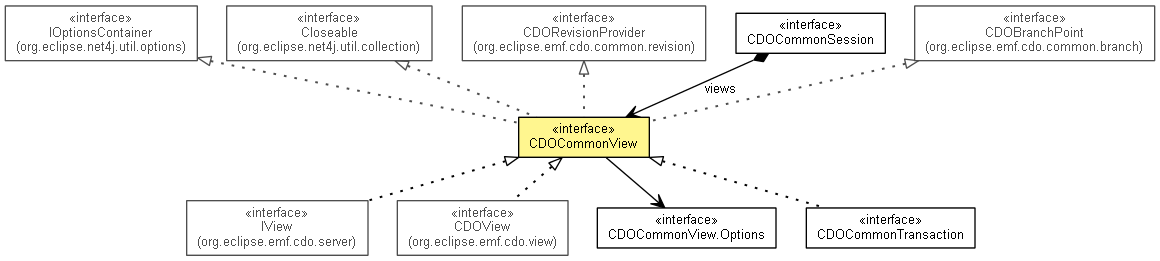 «interface»
IOptionsContainer
(org.eclipse.net4j.util.options)
«interface»
Closeable
(org.eclipse.net4j.util.collection)
«interface»
CDORevisionProvider
(org.eclipse.emf.cdo.common.revision)
«interface»
CDOCommonSession
«interface»
CDOBranchPoint
(org.eclipse.emf.cdo.common.branch)
views
«interface»
CDOCommonView
«interface»
IView
(org.eclipse.emf.cdo.server)
«interface»
CDOView
(org.eclipse.emf.cdo.view)
«interface»
CDOCommonView.Options
«interface»
CDOCommonTransaction